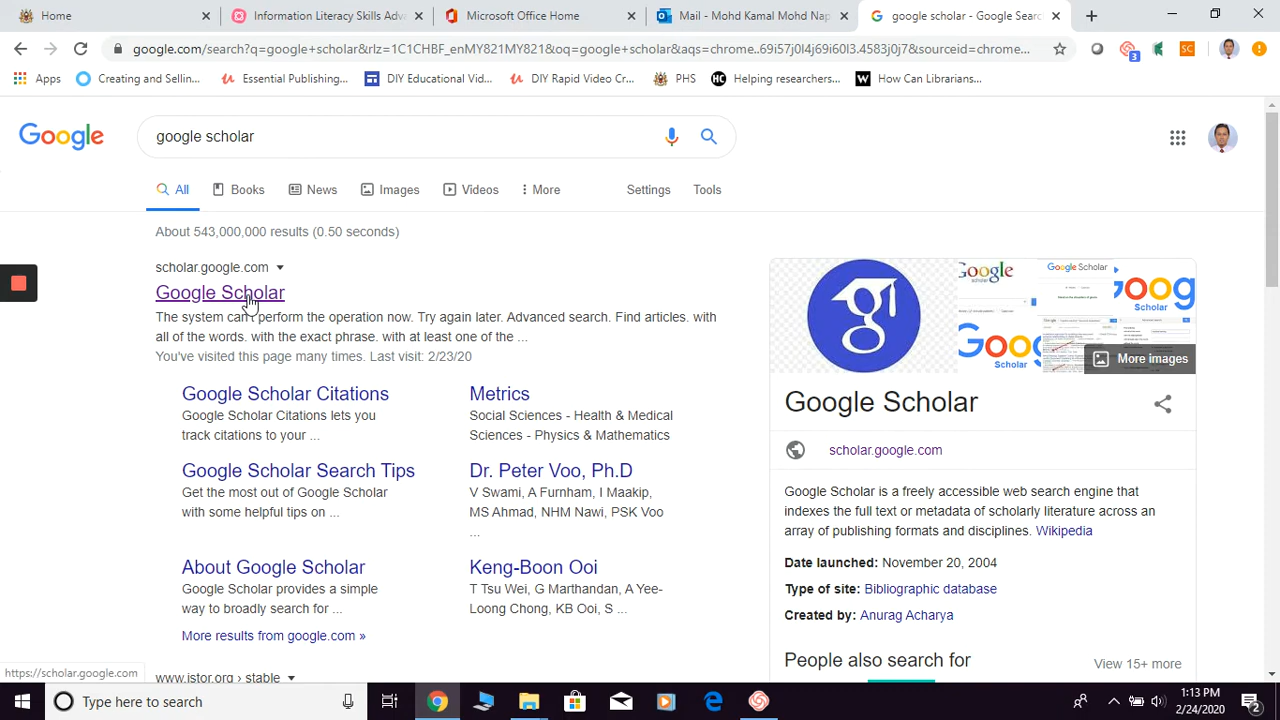 Home
Information Literacy Skills Adv
Microsoft Office Home
Mail - Mohd Kamal Mohd Nap
google scholar - Google Sear
google.com/search?q=google+scholar&rlz=1C1CHBF_enMY821MY821&oq=google+scholar&aqs=chrome..69i57j0l4j69i60l3.4583j0j7&sourceid=chrome...
3
SC
Apps
Creating and Sellin...
Essential Publishing...
DIY Educational Vid...
DIY Rapid Video Cr...
PHS
HC
Helping researchers...
W
How Can Librarians...
Google
google scholar
All
Books
News
Images
Videos
More
Settings
Tools
About 543,000,000 results (0.50 seconds)
scholar.google.com
Google Scholar
The system can't perform the operation now. Try again later. Advanced search. Find articles. with
all of the words. with the exact phrase. with at least one of the ...
You've visited this page many times. Last visit: 2/23/20
Google Scholar Citations
Google Scholar Citations lets you
track citations to your ...
Metrics
Social Sciences - Health & Medical
Sciences - Physics & Mathematics
Google Scholar Search Tips
Get the most out of Google Scholar
with some helpful tips on ...
Dr. Peter Voo, Ph.D
V Swami, A Furnham, I Maakip,
MS Ahmad, NHM Nawi, PSK Voo
...
About Google Scholar
Google Scholar provides a simple
way to broadly search for ...
Keng-Boon Ooi
T Tsu Wei, G Marthandan, A Yee-
Loong Chong, KB Ooi, S ...
More results from google.com »
www.jstor.org › stable
Google
scholar
Google Scholar
Goo
Scholar
oog
Scholar
More images
Google Scholar
scholar.google.com
Google Scholar is a freely accessible web search engine that
indexes the full text or metadata of scholarly literature across an
array of publishing formats and disciplines. Wikipedia
Date launched: November 20, 2004
Type of site: Bibliographic database
Created by: Anurag Acharya
People also search for
View 15+ more
https://scholar.google.com
Type here to search
1:13 PM
2/24/2020
2